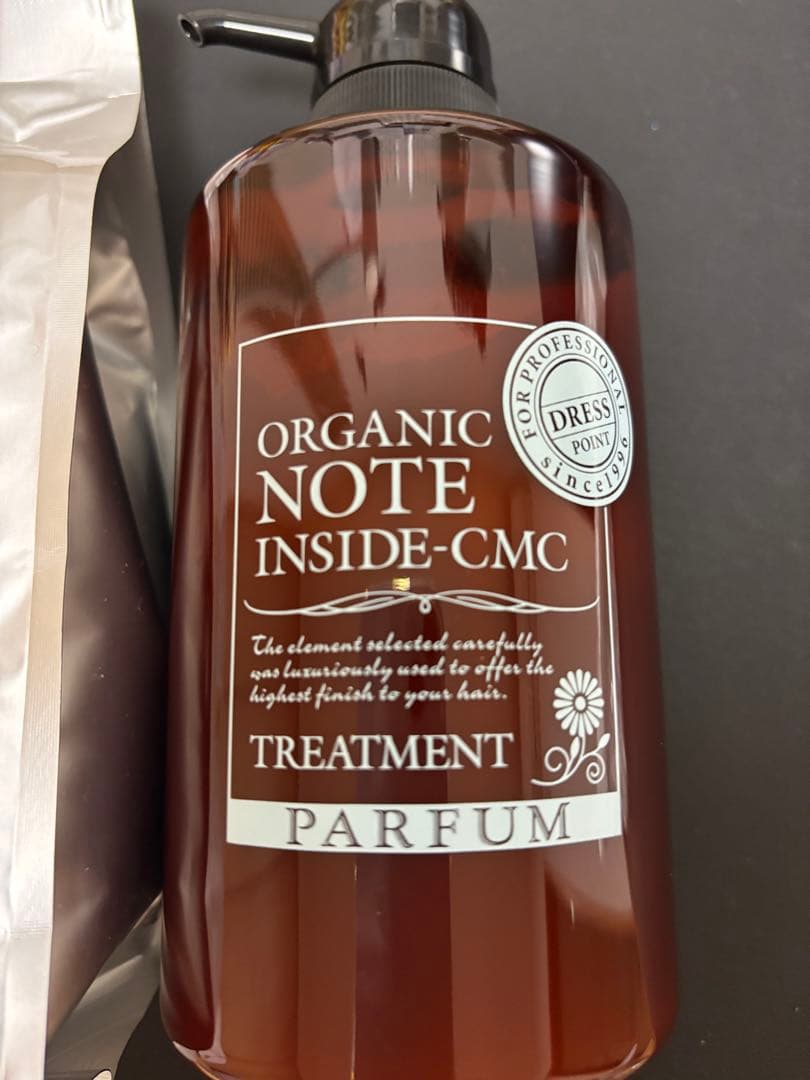 FOR PROFESSIONAL
DRESS
POINT
since1996
ORGANIC
NOTE
INSIDE-CMC
The element selected carefully
was luxuriously used to offer the
highest finish to your hair.
TREATMENT
PARFUM